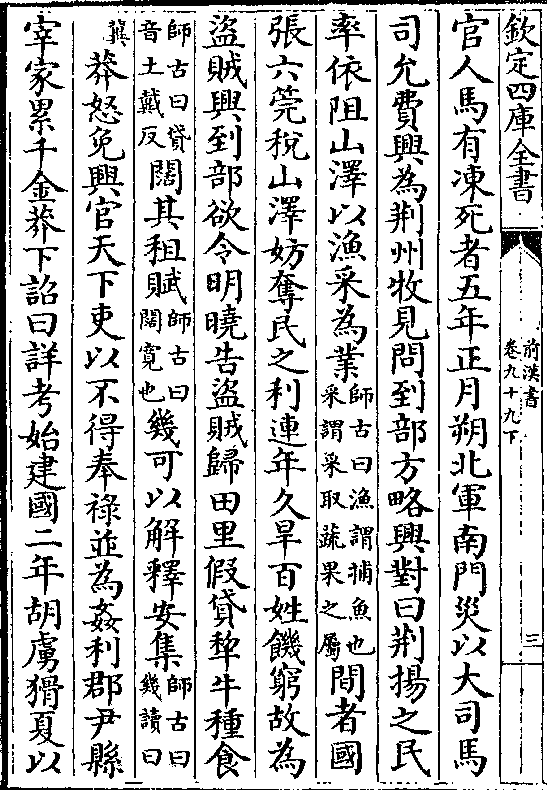 欽定四庫全書
前漢書
卷九十九下
三
官人馬有凍死者五年正月朔北軍南門災以大司馬
司允費興為荆州牧見問到部方略興對曰荆揚之民
率依阻山澤以漁采為業師古曰漁謂捕魚也采謂采取蔬果之屬間者國
張六筦稅山澤妨奪民之利連年久旱百姓饑窮故為
盜賊興到部欲令明曉告盜賊歸田里假貸犂牛種食
師古曰貸音土戴反闊其租賦師古曰闊寛也幾可以解釋安集師古曰幾讀曰
冀莽怒免興官天下吏以不得奉禄並為姦利郡尹縣
宰家累千金莽下詔曰詳考始建國二年胡虜猾夏以